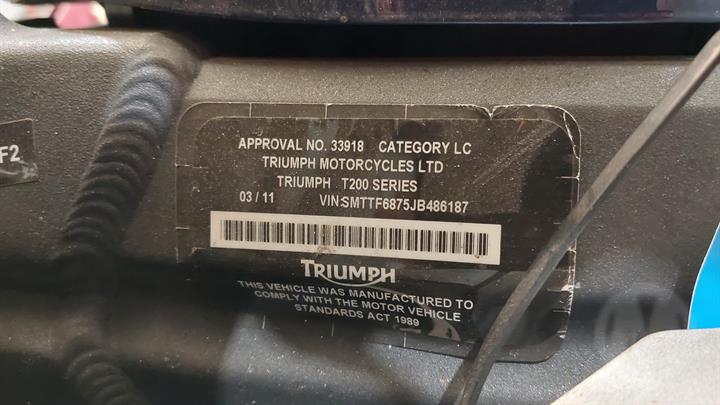 F2
APPROVAL NO. 33918 CATEGORY LC
TRIUMPH MOTORCYCLES LTD
TRIUMPH T200 SERIES
03 / 11 VIN:SMTTF6875JB486187
TRIUMPH
THIS VEHICLE WAS MANUFACTURED TO
COMPLY WITH THE MOTOR VEHICLE
STANDARDS ACT 1989